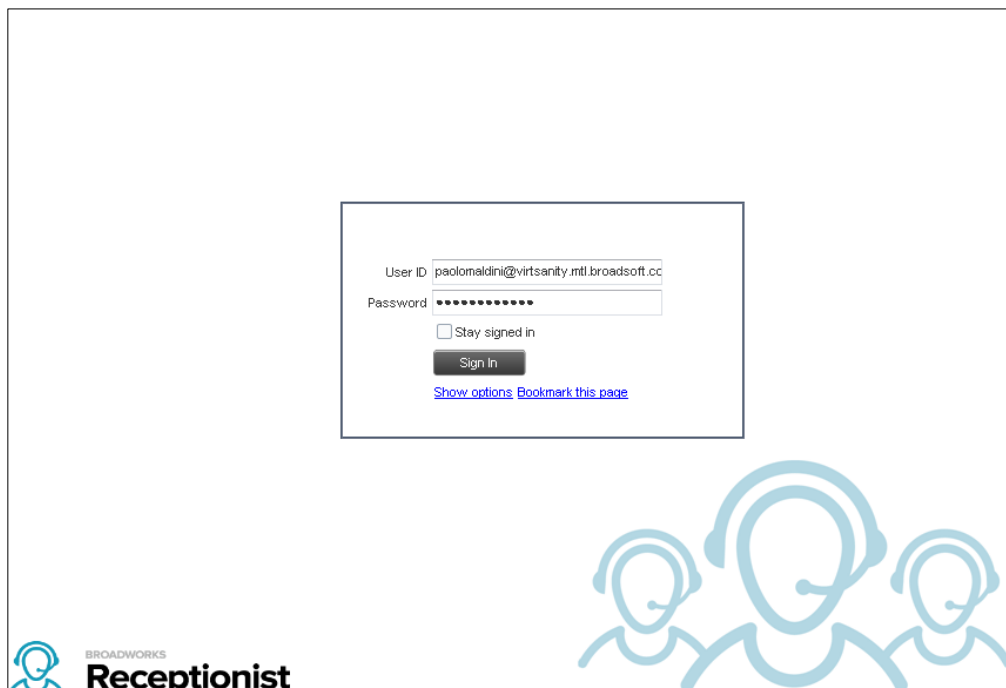 User ID paolomaldini@virtsanity.mtl.broadsoft.cc
Password ••••••••••••
Stay signed in
Sign In
Show options Bookmark this page
BROADWORKS
Receptionist